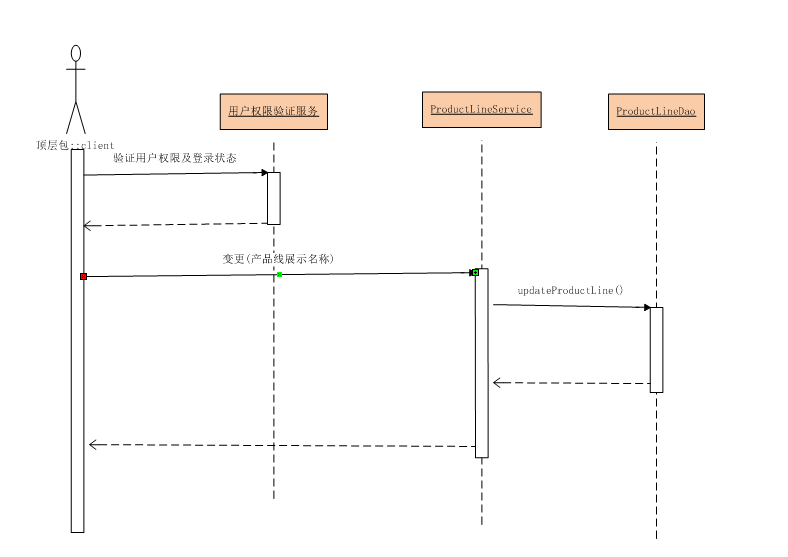 用户权限验证服务
ProductLineService
ProductLineDao
顶层包::client
验证用户权限及登录状态
变更(产品线展示名称)
updateProductLine()